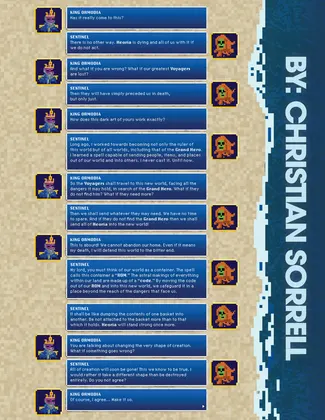 KING ORMODIA
Has it really come to this?
SENTINEL
There is no other way. Neonia is dying and all of us with it if
we do not act.
KING ORMODIA
And what if you are wrong? What if our greatest Voyagers
are lost?
SENTINEL
Then they will have simply preceded us in death,
but only just.
KING ORMODIA
How does this dark art of yours work exactly?
SENTINEL
Long ago, I worked towards becoming not only the ruler of
this world but of all worlds, including that of the Grand Hero.
I learned a spell capable of sending people, items, and places
out of our world and into others. I never cast it. Until now.
KING ORMODIA
So the Voyagers shall travel to this new world, facing all the
dangers it may hold, in search of the Grand Hero. What if they
do not find him? What if they need more?
SENTINEL
Then we shall send whatever they may need. We have no time
to spare. And if they do not find the Grand Hero then we shall
send all of Neonia into the new world!
KING ORMODIA
This is absurd! We cannot abandon our home. Even if it means
my death, I will defend this world to the bitter end.
SENTINEL
My lord, you must think of our world as a container. The spell
calls this container a "ROM." The astral makeup of everything
within our land are made up of a "code." By moving the code
out of our ROM and into this new world, we safeguard it in a
place beyond the reach of the dangers that face us.
SENTINEL
It shall be like dumping the contents of one basket into
another. Be not attached to the basket more than to that
which it holds. Neonia will stand strong once more.
KING ORMODIA
You are talking about changing the very shape of creation.
What if something goes wrong?
SENTINEL
All of creation will soon be gone! This we know to be true. I
would rather it take a different shape than be destroyed
entirely. Do you not agree?
KING ORMODIA
Of course, I agree... Make it so.
BY: CHRISTIAN SORRELL